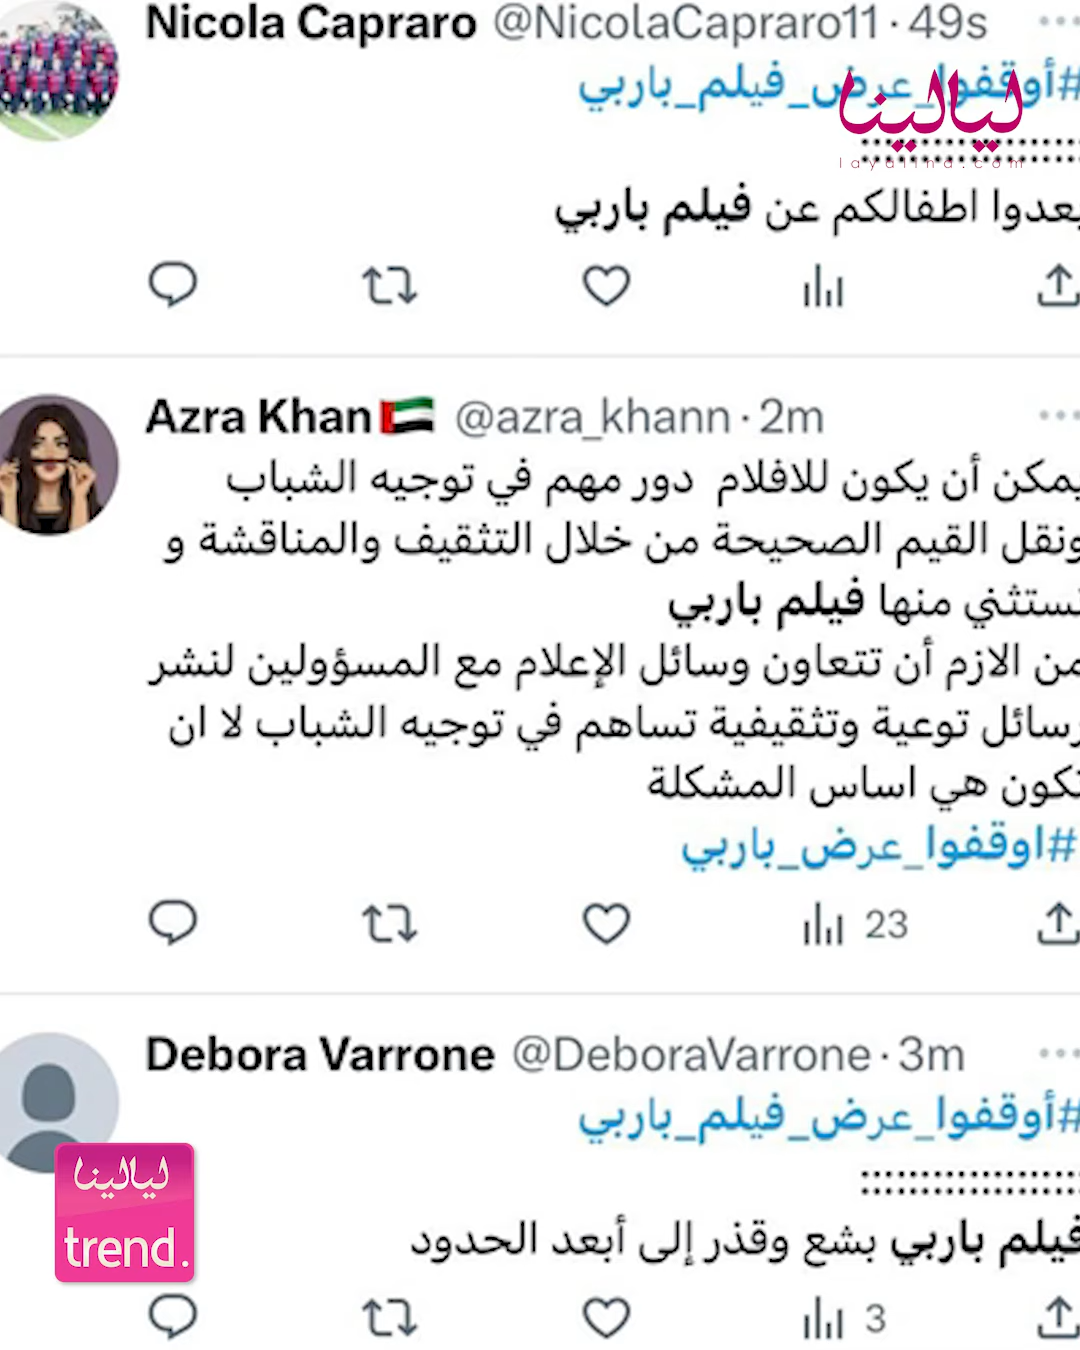 Nicola Capraro @NicolaCapraro11 · 49s
#أوقفوا_عرض_فيلم_باربي
ليالينا
layalina.com
بعدوا اطفالكم عن فيلم باربي
Azra Khan🇦🇪 @azra_khann · 2m
يمكن أن يكون للافلام دور مهم في توجيه الشباب
ونقل القيم الصحيحة من خلال التثقيف والمناقشة و
نستثني منها فيلم باربي
من الازم أن تتعاون وسائل الإعلام مع المسؤولين لنشر
رسائل توعية وتثقيفية تساهم في توجيه الشباب لا ان
تكون هي اساس المشكلة
#اوقفوا_عرض_باربي
23
Debora Varrone @DeboraVarrone · 3m
#أوقفوا_عرض_فيلم_باربي
فيلم باربي بشع وقذر إلى أبعد الحدود
ليالينا
trend.
3